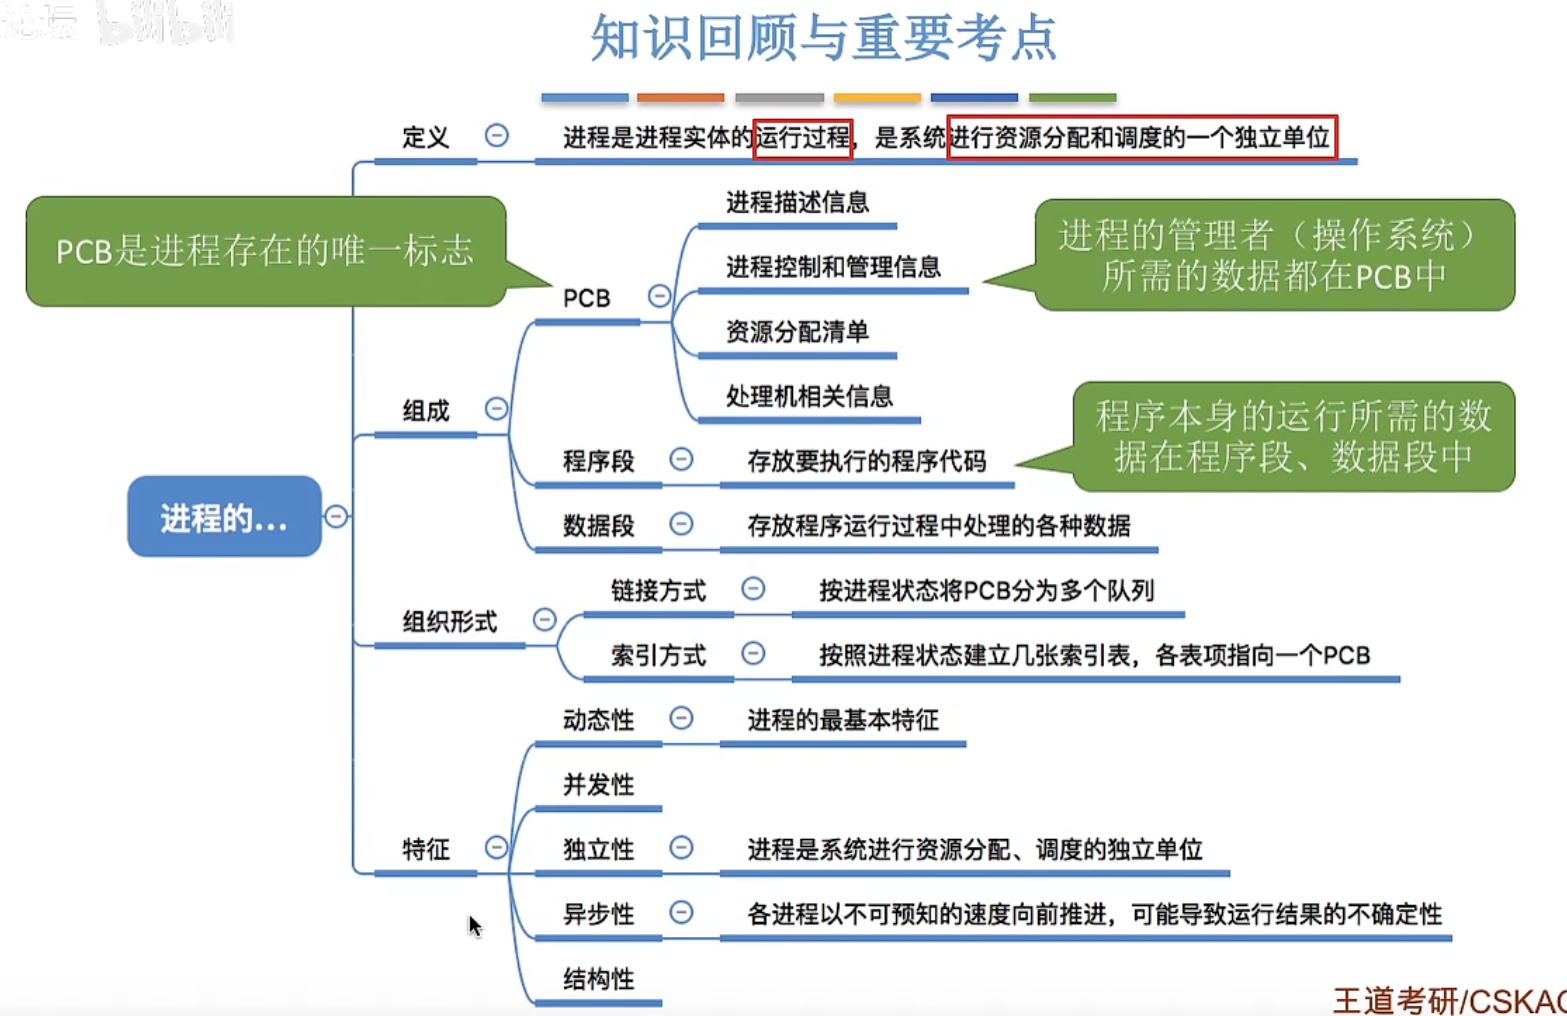 论坛 bilibili
知识回顾与重要考点
定义
进程是进程实体的运行过程，是系统进行资源分配和调度的一个独立单位
PCB是进程存在的唯一标志
进程描述信息
进程的管理者（操作系统）
所需的数据都在PCB中
进程控制和管理信息
PCB
资源分配清单
处理机相关信息
组成
程序本身的运行所需的数
据在程序段、数据段中
程序段
存放要执行的程序代码
进程的...
数据段
存放程序运行过程中处理的各种数据
链接方式
按进程状态将PCB分为多个队列
组织形式
索引方式
按照进程状态建立几张索引表，各表项指向一个PCB
动态性
进程的最基本特征
并发性
特征
独立性
进程是系统进行资源分配、调度的独立单位
异步性
各进程以不可预知的速度向前推进，可能导致运行结果的不确定性
结构性
王道考研/CSKAO